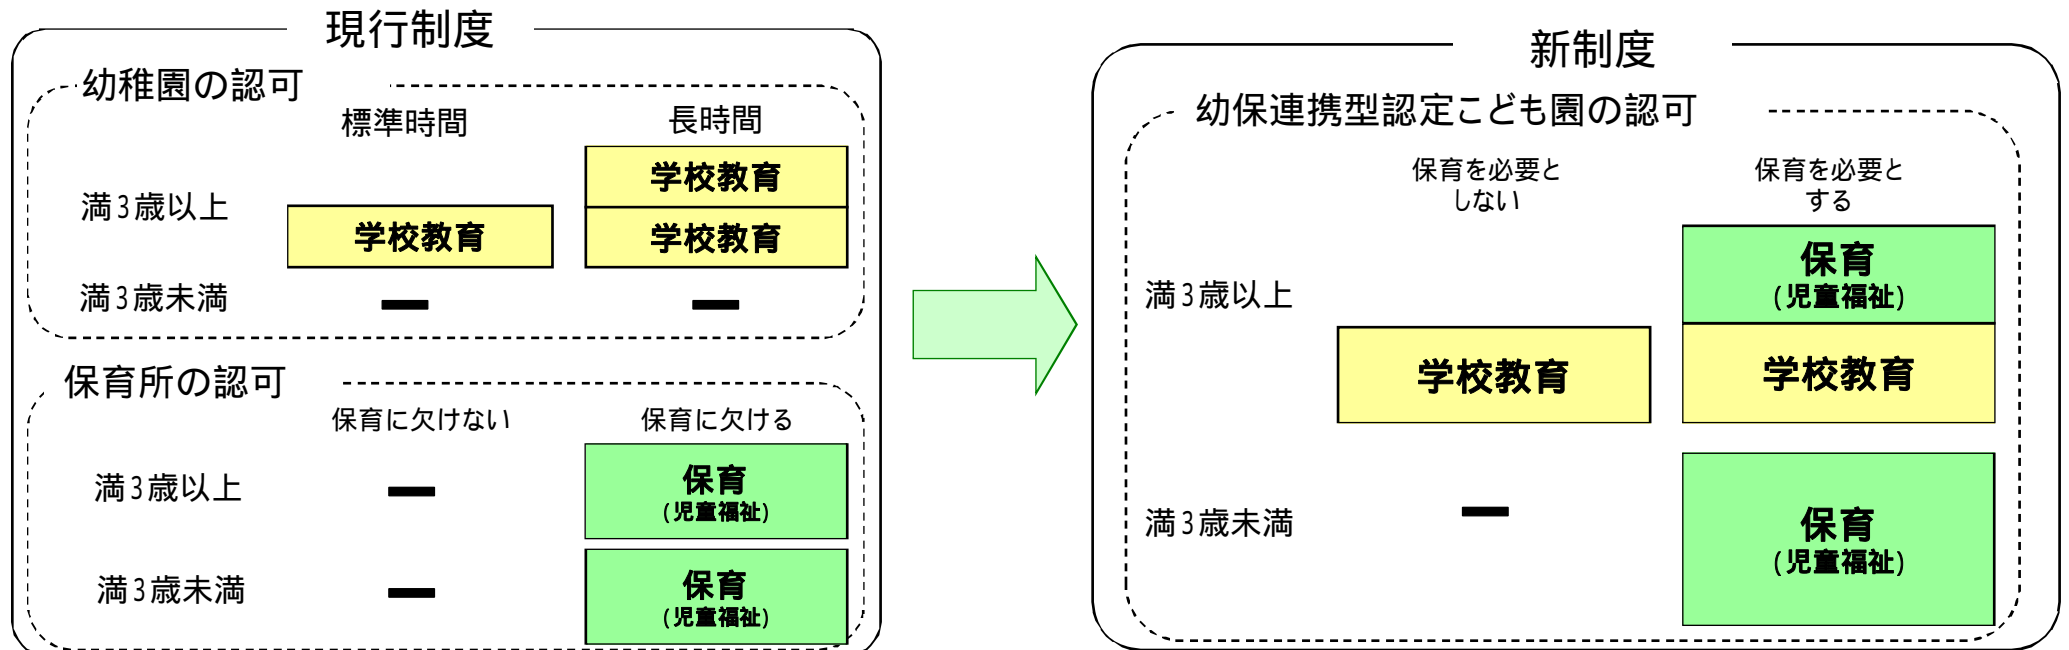 現行制度
幼稚園の認可
標準時間 長時間
学校教育
満3歳以上
学校教育 学校教育
満3歳未満 ー ー
保育所の認可
保育に欠けない 保育に欠ける
満3歳以上 ー 保育
(児童福祉)
満3歳未満 ー 保育
(児童福祉)
新制度
幼保連携型認定こども園の認可
保育を必要と 保育を必要と
しない する
保育
(児童福祉)
満3歳以上
学校教育 学校教育
満3歳未満 ー 保育
(児童福祉)